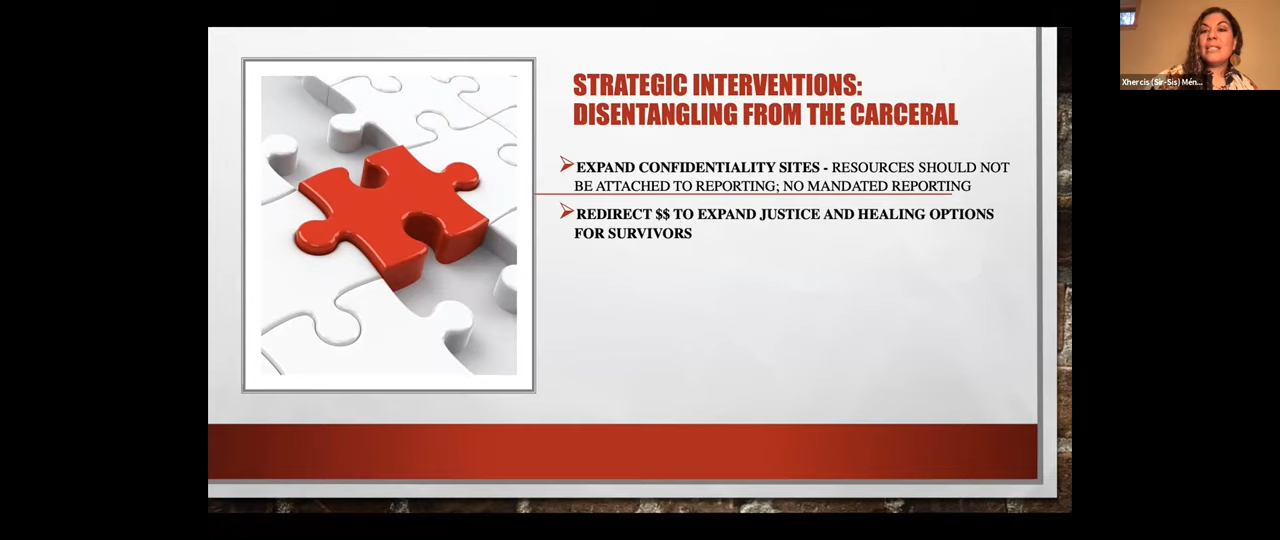 STRATEGIC INTERVENTIONS:
DISENTANGLING FROM THE CARCERAL
EXPAND CONFIDENTIALITY SITES - RESOURCES SHOULD NOT
BE ATTACHED TO REPORTING; NO MANDATED REPORTING
REDIRECT $$ TO EXPAND JUSTICE AND HEALING OPTIONS
FOR SURVIVORS
Xhercis (Sir-Sis) Mén...